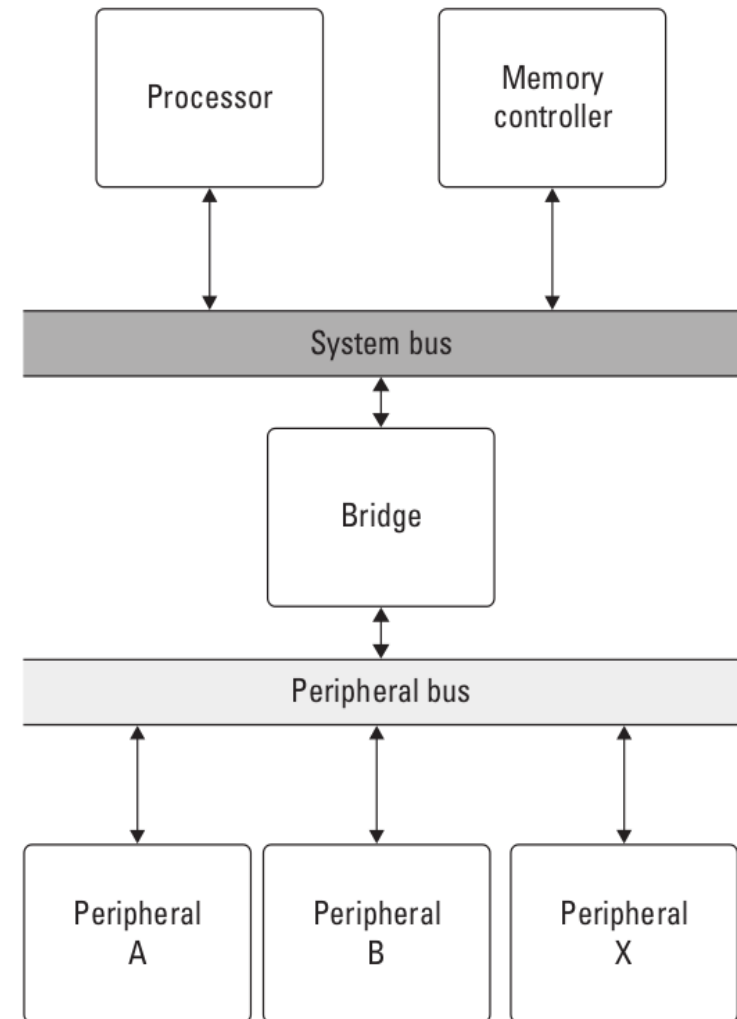 Processor
Memory
controller
System bus
Bridge
Peripheral bus
Peripheral
A
Peripheral
B
Peripheral
X